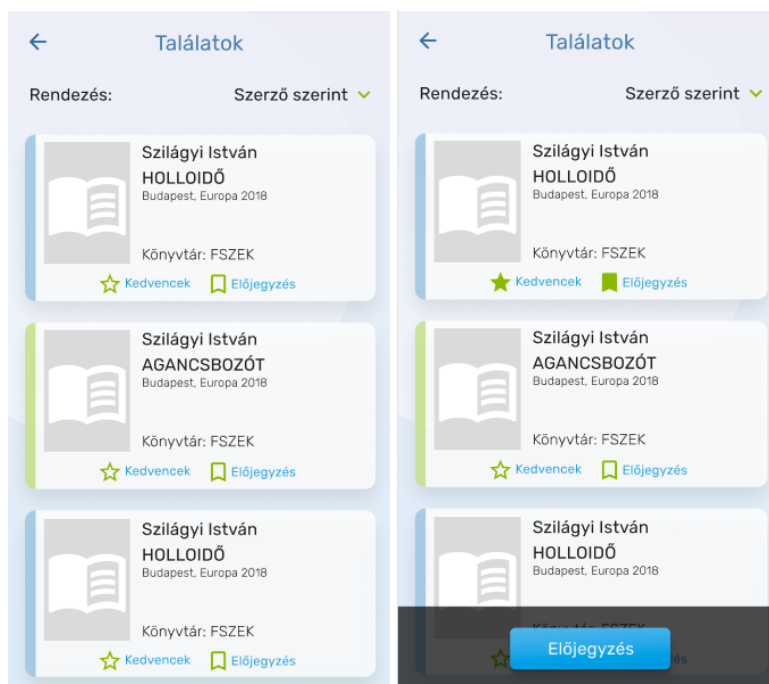 Találatok
Rendezés: Szerző szerint
Szilágyi István
HOLLOIDŐ
Budapest, Europa 2018
Könyvtár: FSZEK
Kedvencek Előjegyzés
Szilágyi István
AGANCSBOZÓT
Budapest, Europa 2018
Könyvtár: FSZEK
Kedvencek Előjegyzés
Szilágyi István
HOLLOIDŐ
Budapest, Europa 2018
Könyvtár: FSZEK
Kedvencek Előjegyzés
Találatok
Rendezés: Szerző szerint
Szilágyi István
HOLLOIDŐ
Budapest, Europa 2018
Könyvtár: FSZEK
Kedvencek Előjegyzés
Szilágyi István
AGANCSBOZÓT
Budapest, Europa 2018
Könyvtár: FSZEK
Kedvencek Előjegyzés
Szilágyi István
HOLLOIDŐ
Budapest, Europa 2018
Előjegyzés